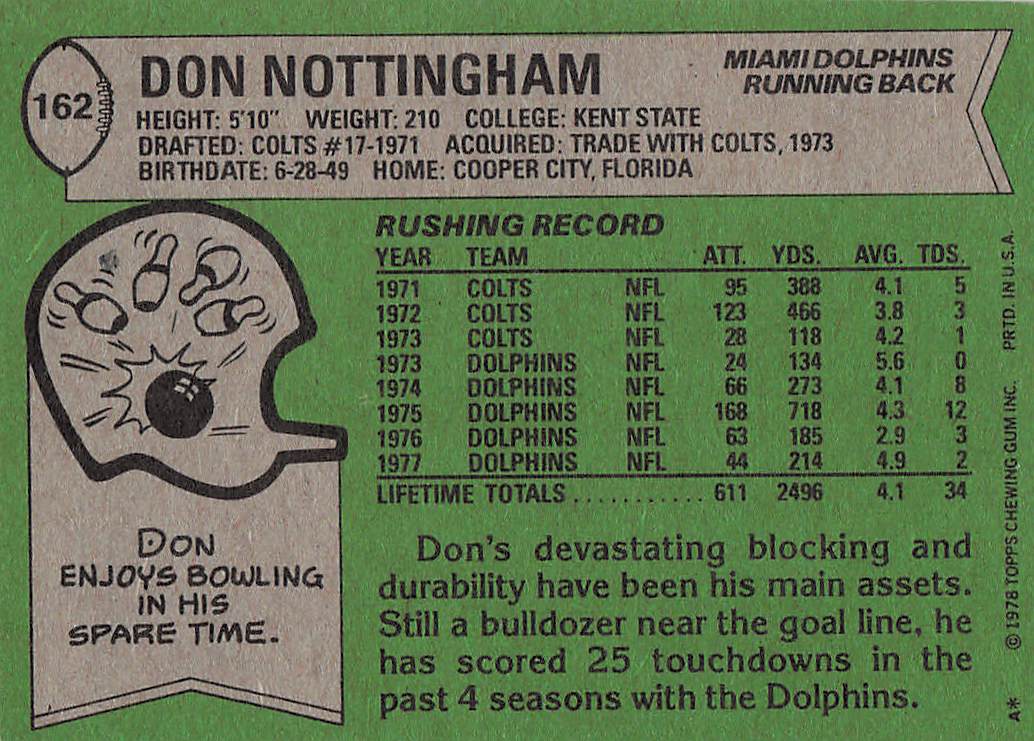 162
DON NOTTINGHAM
MIAMI DOLPHINS
RUNNING BACK
HEIGHT: 5'10" WEIGHT: 210 COLLEGE: KENT STATE
DRAFTED: COLTS #17-1971 ACQUIRED: TRADE WITH COLTS, 1973
BIRTHDATE: 6-28-49 HOME: COOPER CITY, FLORIDA
RUSHING RECORD
YEAR TEAM ATT. YDS. AVG. TDS.
1971 COLTS NFL 95 388 4.1 5
1972 COLTS NFL 123 466 3.8 3
1973 COLTS NFL 28 118 4.2 1
1973 DOLPHINS NFL 24 134 5.6 0
1974 DOLPHINS NFL 66 273 4.1 8
1975 DOLPHINS NFL 168 718 4.3 12
1976 DOLPHINS NFL 63 185 2.9 3
1977 DOLPHINS NFL 44 214 4.9 2
LIFETIME TOTALS........... 611 2496 4.1 34
DON
ENJOYS BOWLING
IN HIS
SPARE TIME.
Don's devastating blocking and
durability have been his main assets.
Still a bulldozer near the goal line, he
has scored 25 touchdowns in the
past 4 seasons with the Dolphins.
A* © 1978 TOPPS CHEWING GUM INC. PRTD. IN U.S.A.